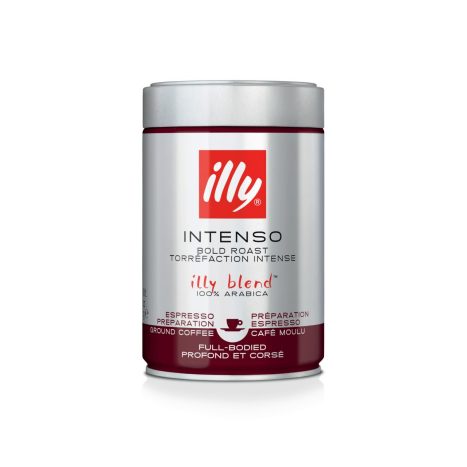 illy®
INTENSO
BOLD ROAST
TORRÉFACTION INTENSE
illy blend™
100% ARABICA
ESPRESSO
PREPARATION
GROUND COFFEE
PRÉPARATION
ESPRESSO
CAFÉ MOULU
FULL-BODIED
PROFOND ET CORSÉ